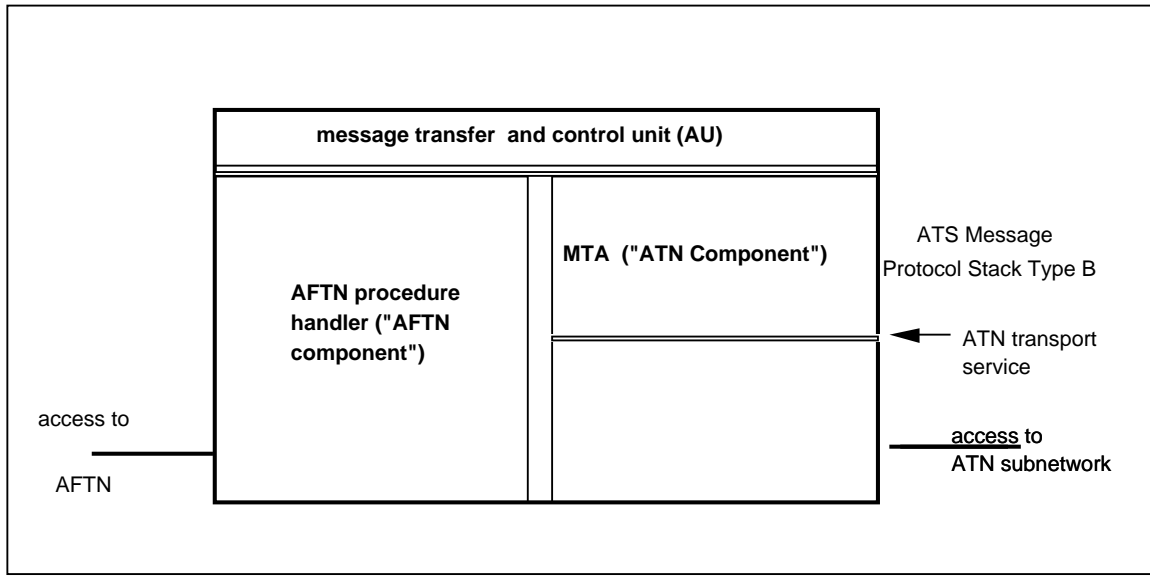 message transfer and control unit (AU)
MTA ("ATN Component")
ATS Message
Protocol Stack Type B
AFTN procedure
handler ("AFTN
component")
ATN transport
service
access to
AFTN
access to
ATN subnetwork